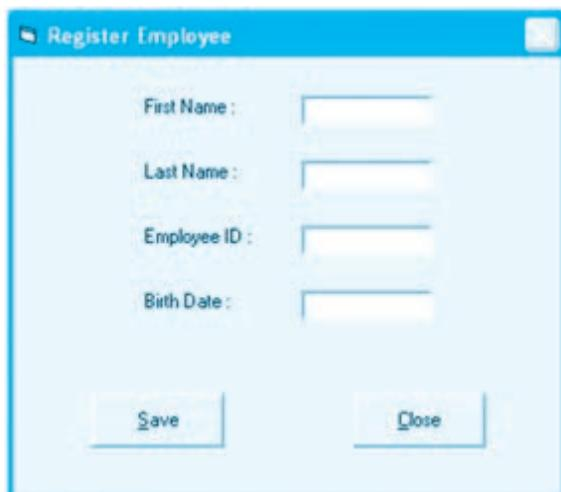 Register Employee
First Name :
Last Name :
Employee ID :
Birth Date :
Save Close